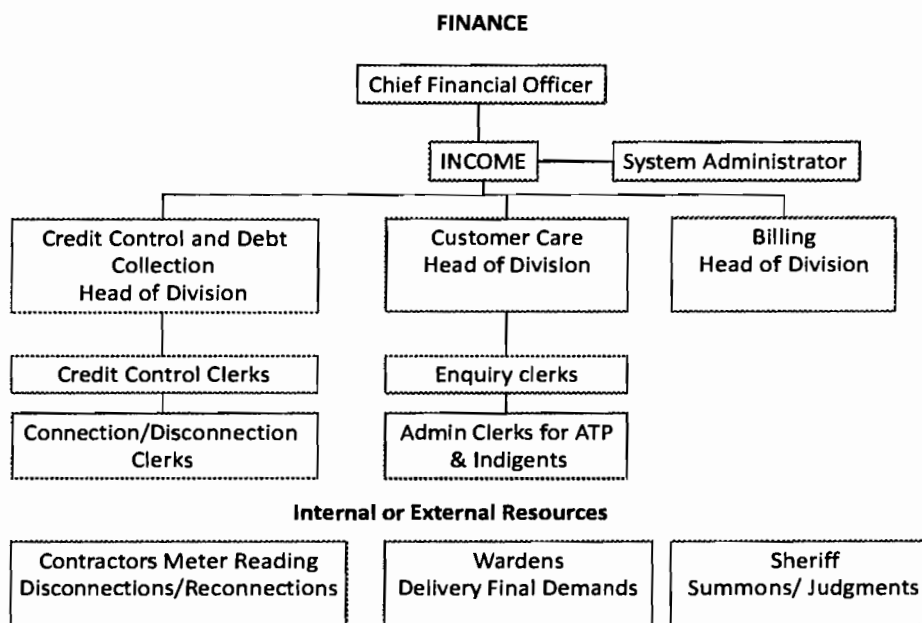 FINANCE
Chief Financial Officer
INCOME
System Administrator
Credit Control and Debt
Collection
Head of Division
Customer Care
Head of Division
Billing
Head of Division
Credit Control Clerks
Enquiry clerks
Connection/Disconnection
Clerks
Admin Clerks for ATP
& Indigents
Internal or External Resources
Contractors Meter Reading
Disconnections/Reconnections
Wardens
Delivery Final Demands
Sheriff
Summons/ Judgments